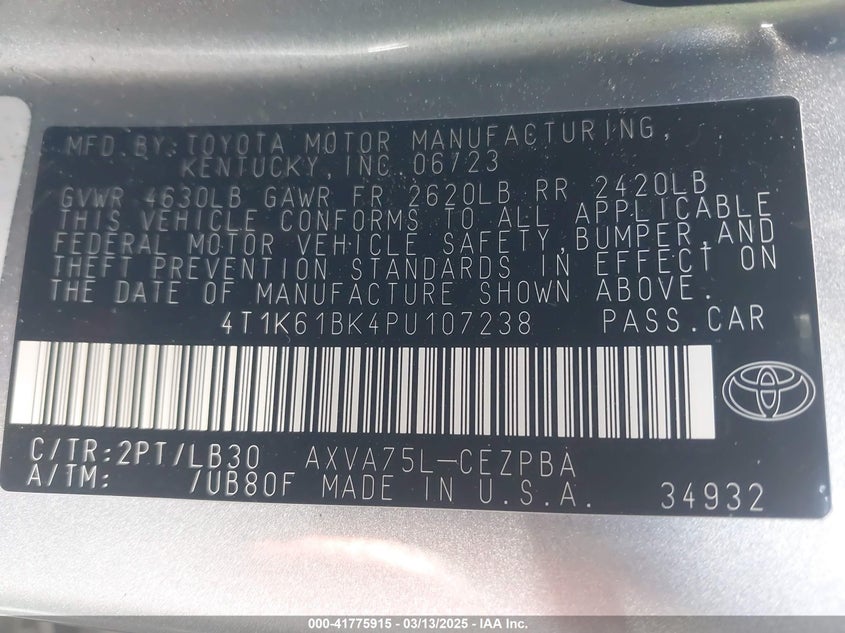 MFD.BY:TOYOTA MOTOR MANUFACTURING,
KENTUCKY, INC.06/23
GVWR 4630LB GAWR FR 2620LB RR 2420LB
THIS VEHICLE CONFORMS TO ALL APPLICABLE
FEDERAL MOTOR VEHICLE SAFETY,BUMPER,AND
THEFT PREVENTION STANDARDS IN EFFECT ON
THE DATE OF MANUFACTURE SHOWN ABOVE.
4T1K61BK4PU107238 PASS.CAR
C/TR:2PT/LB30 AXVA75L-CEZPBA
A/TM: /UB80F MADE IN U.S.A. 34932
000-41775915 - 03/13/2025 - IAA Inc.